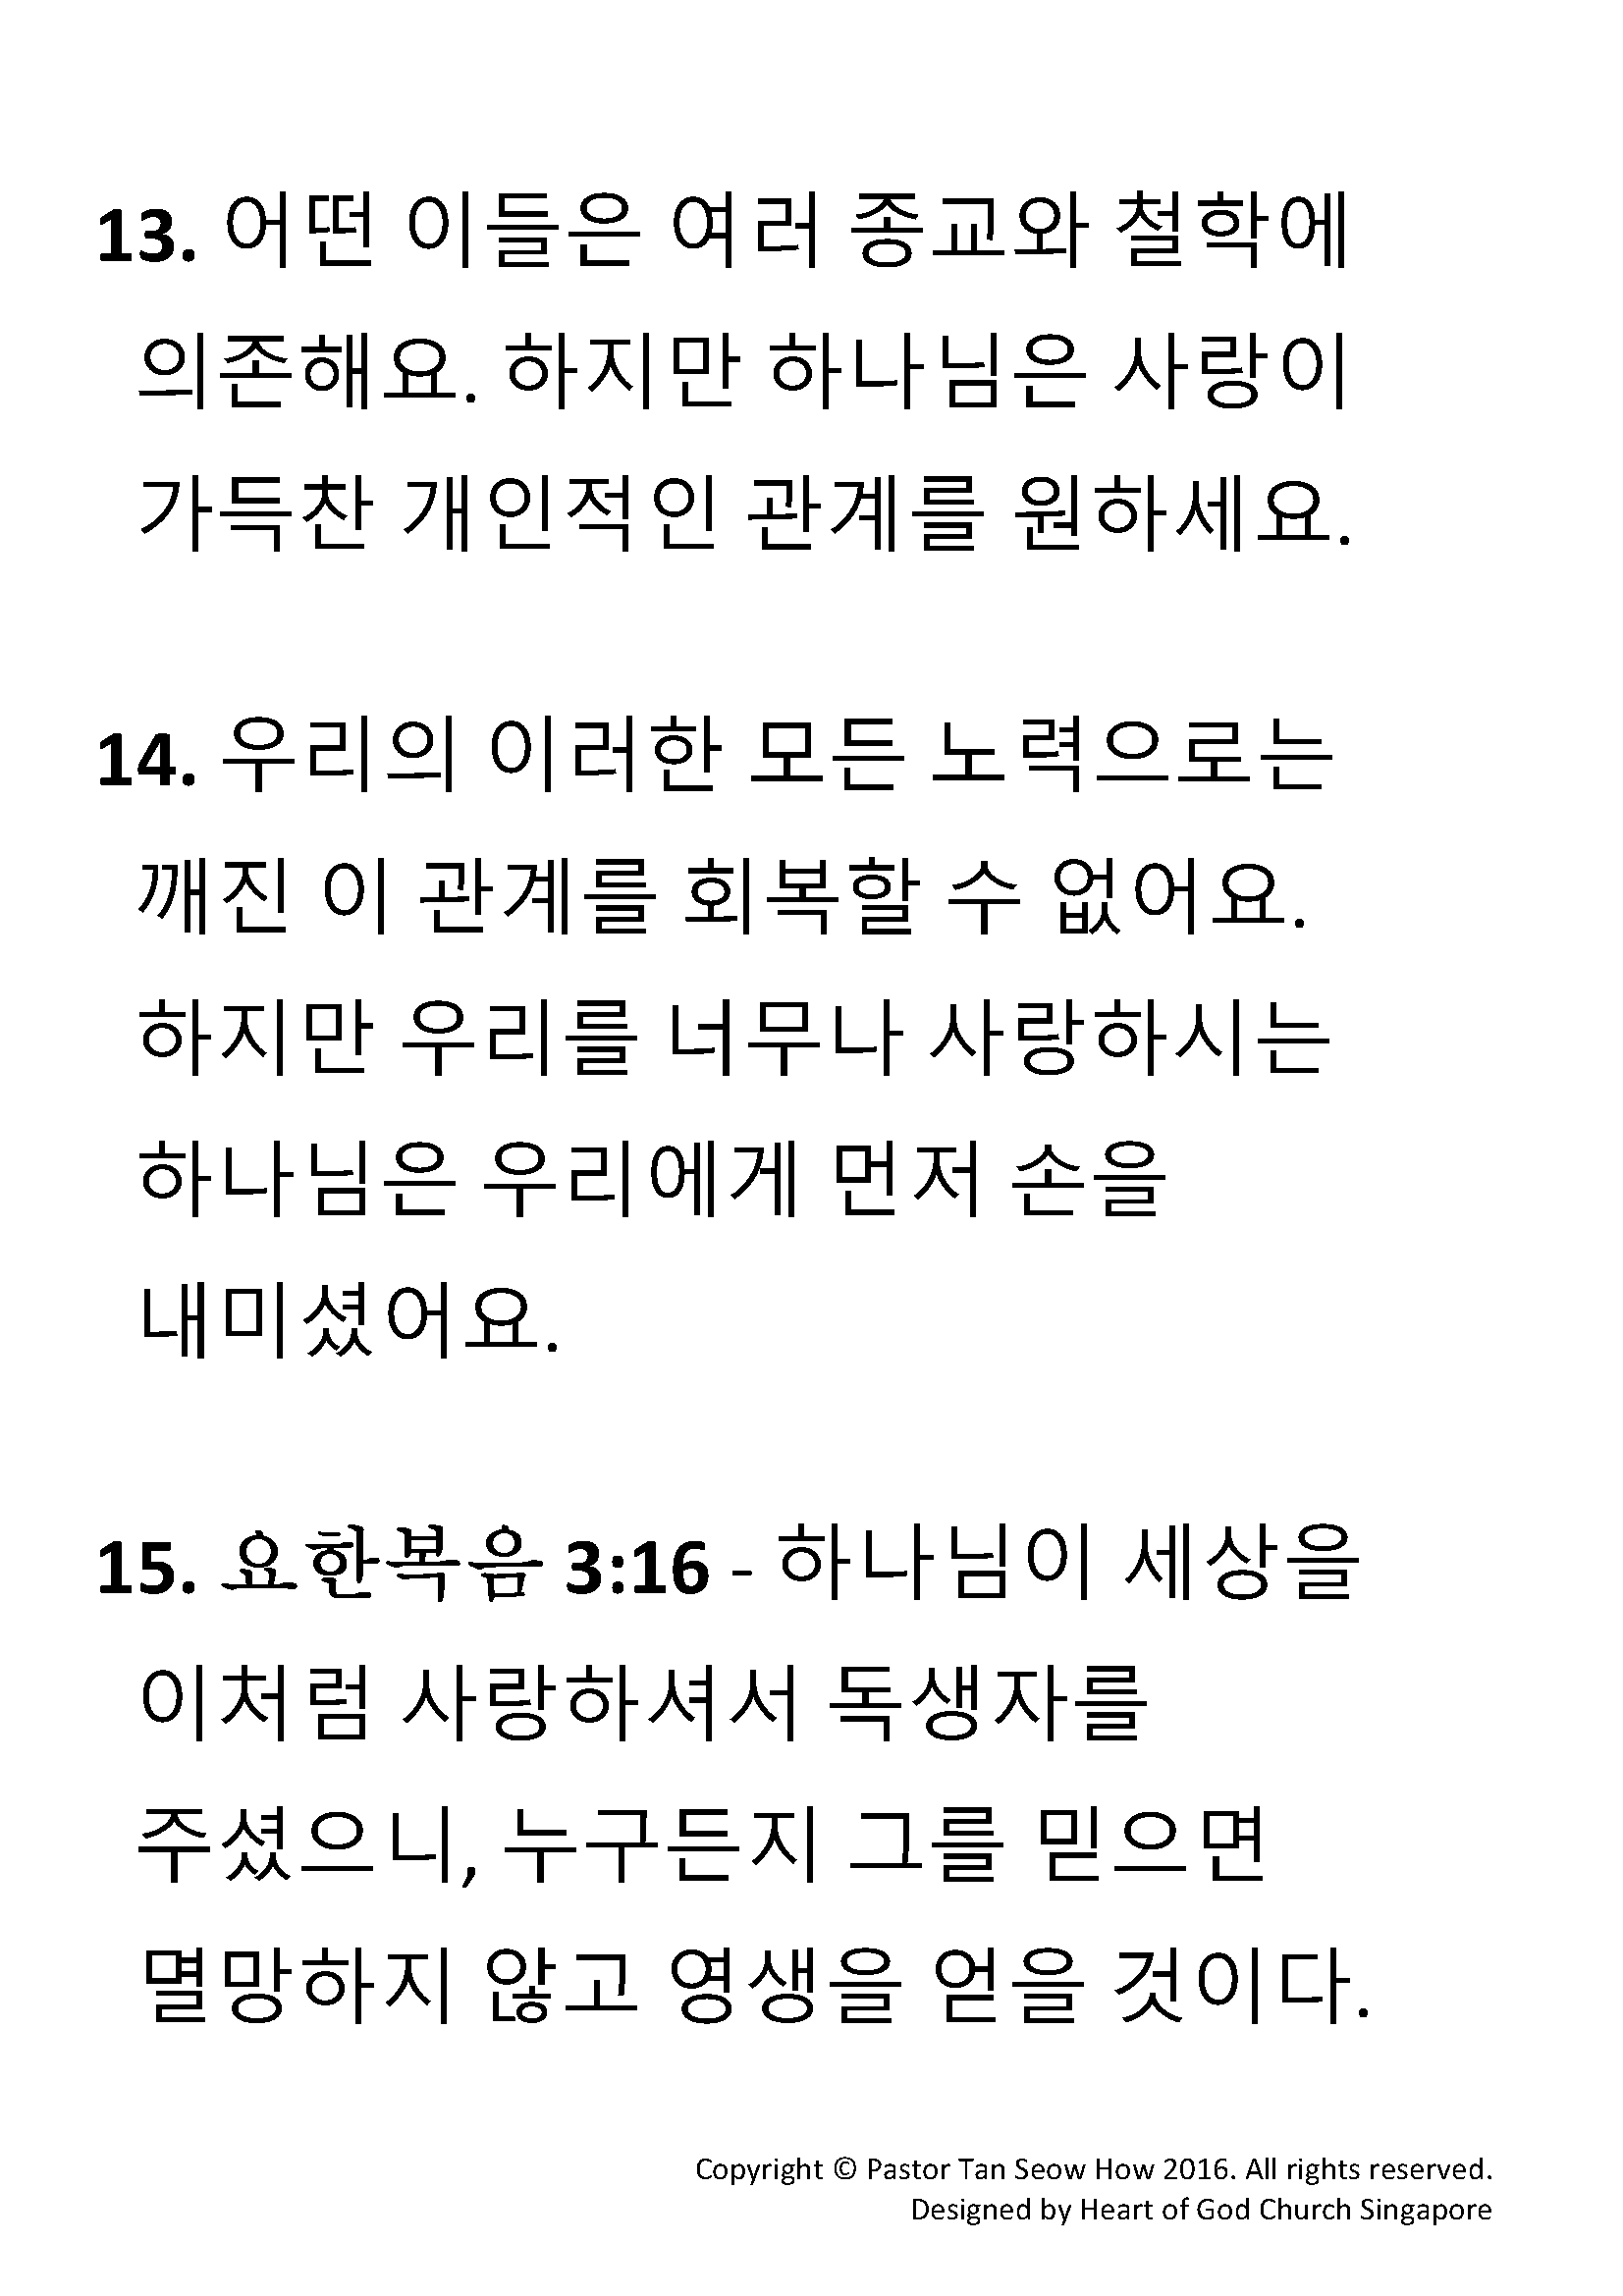 13. 어떤 이들은 여러 종교와 철학에
의존해요. 하지만 하나님은 사랑이
가득찬 개인적인 관계를 원하세요.
14. 우리의 이러한 모든 노력으로는
깨진 이 관계를 회복할 수 없어요.
하지만 우리를 너무나 사랑하시는
하나님은 우리에게 먼저 손을
내미셨어요.
15. 요한복음 3:16 - 하나님이 세상을
이처럼 사랑하셔서 독생자를
주셨으니, 누구든지 그를 믿으면
멸망하지 않고 영생을 얻을 것이다.
Copyright © Pastor Tan Seow How 2016. All rights reserved.
Designed by Heart of God Church Singapore